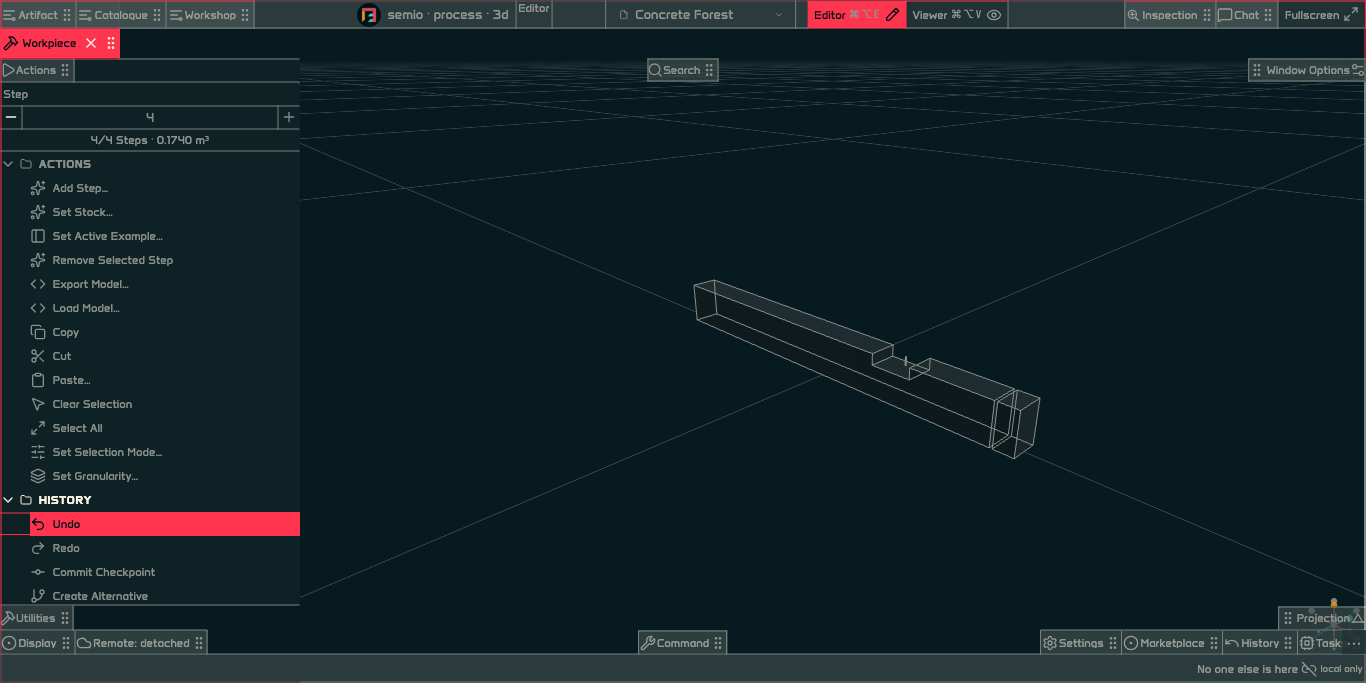 Artifact
Catalogue
Workshop
semio · process · 3d
Editor
Concrete Forest
Editor ⌘⌥E
Viewer ⌘⌥V
Inspection
Chat
Fullscreen
Workpiece
Actions
Search
Window Options
Step
4
4/4 Steps · 0.1740 m³
ACTIONS
Add Step...
Set Stock...
Set Active Example...
Remove Selected Step
Export Model...
Load Model...
Copy
Cut
Paste...
Clear Selection
Select All
Set Selection Mode...
Set Granularity...
HISTORY
Undo
Redo
Commit Checkpoint
Create Alternative
Utilities
Projection
Display
Remote: detached
Command
Settings
Marketplace
History
Task
No one else is here
local only